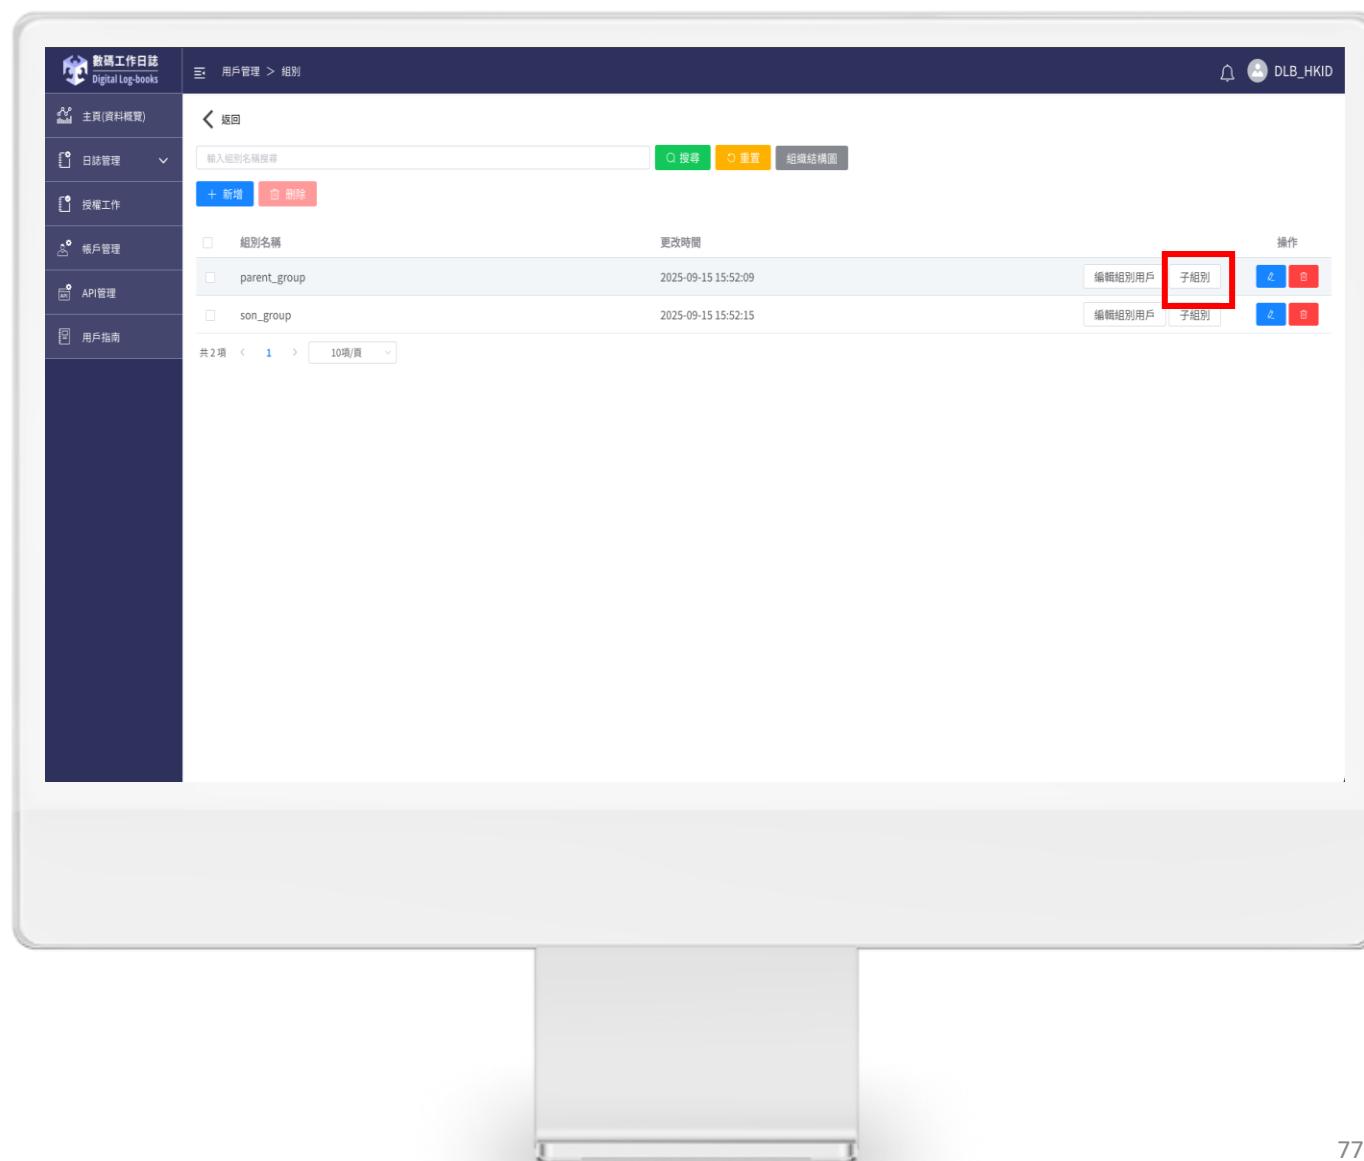 數碼工作日誌
Digital Log-books
用戶管理 > 組別
DLB_HKID
主頁(資料概覽)
日誌管理
授權工作
帳戶管理
API管理
用戶指南
返回
輸入組別名稱搜尋
搜尋
重置
組織結構圖
+ 新增
刪除
組別名稱 更改時間 操作
parent_group 2025-09-15 15:52:09 編輯組別用戶 子組別
son_group 2025-09-15 15:52:15 編輯組別用戶 子組別
共 2 項 < 1 > 10項/頁
77